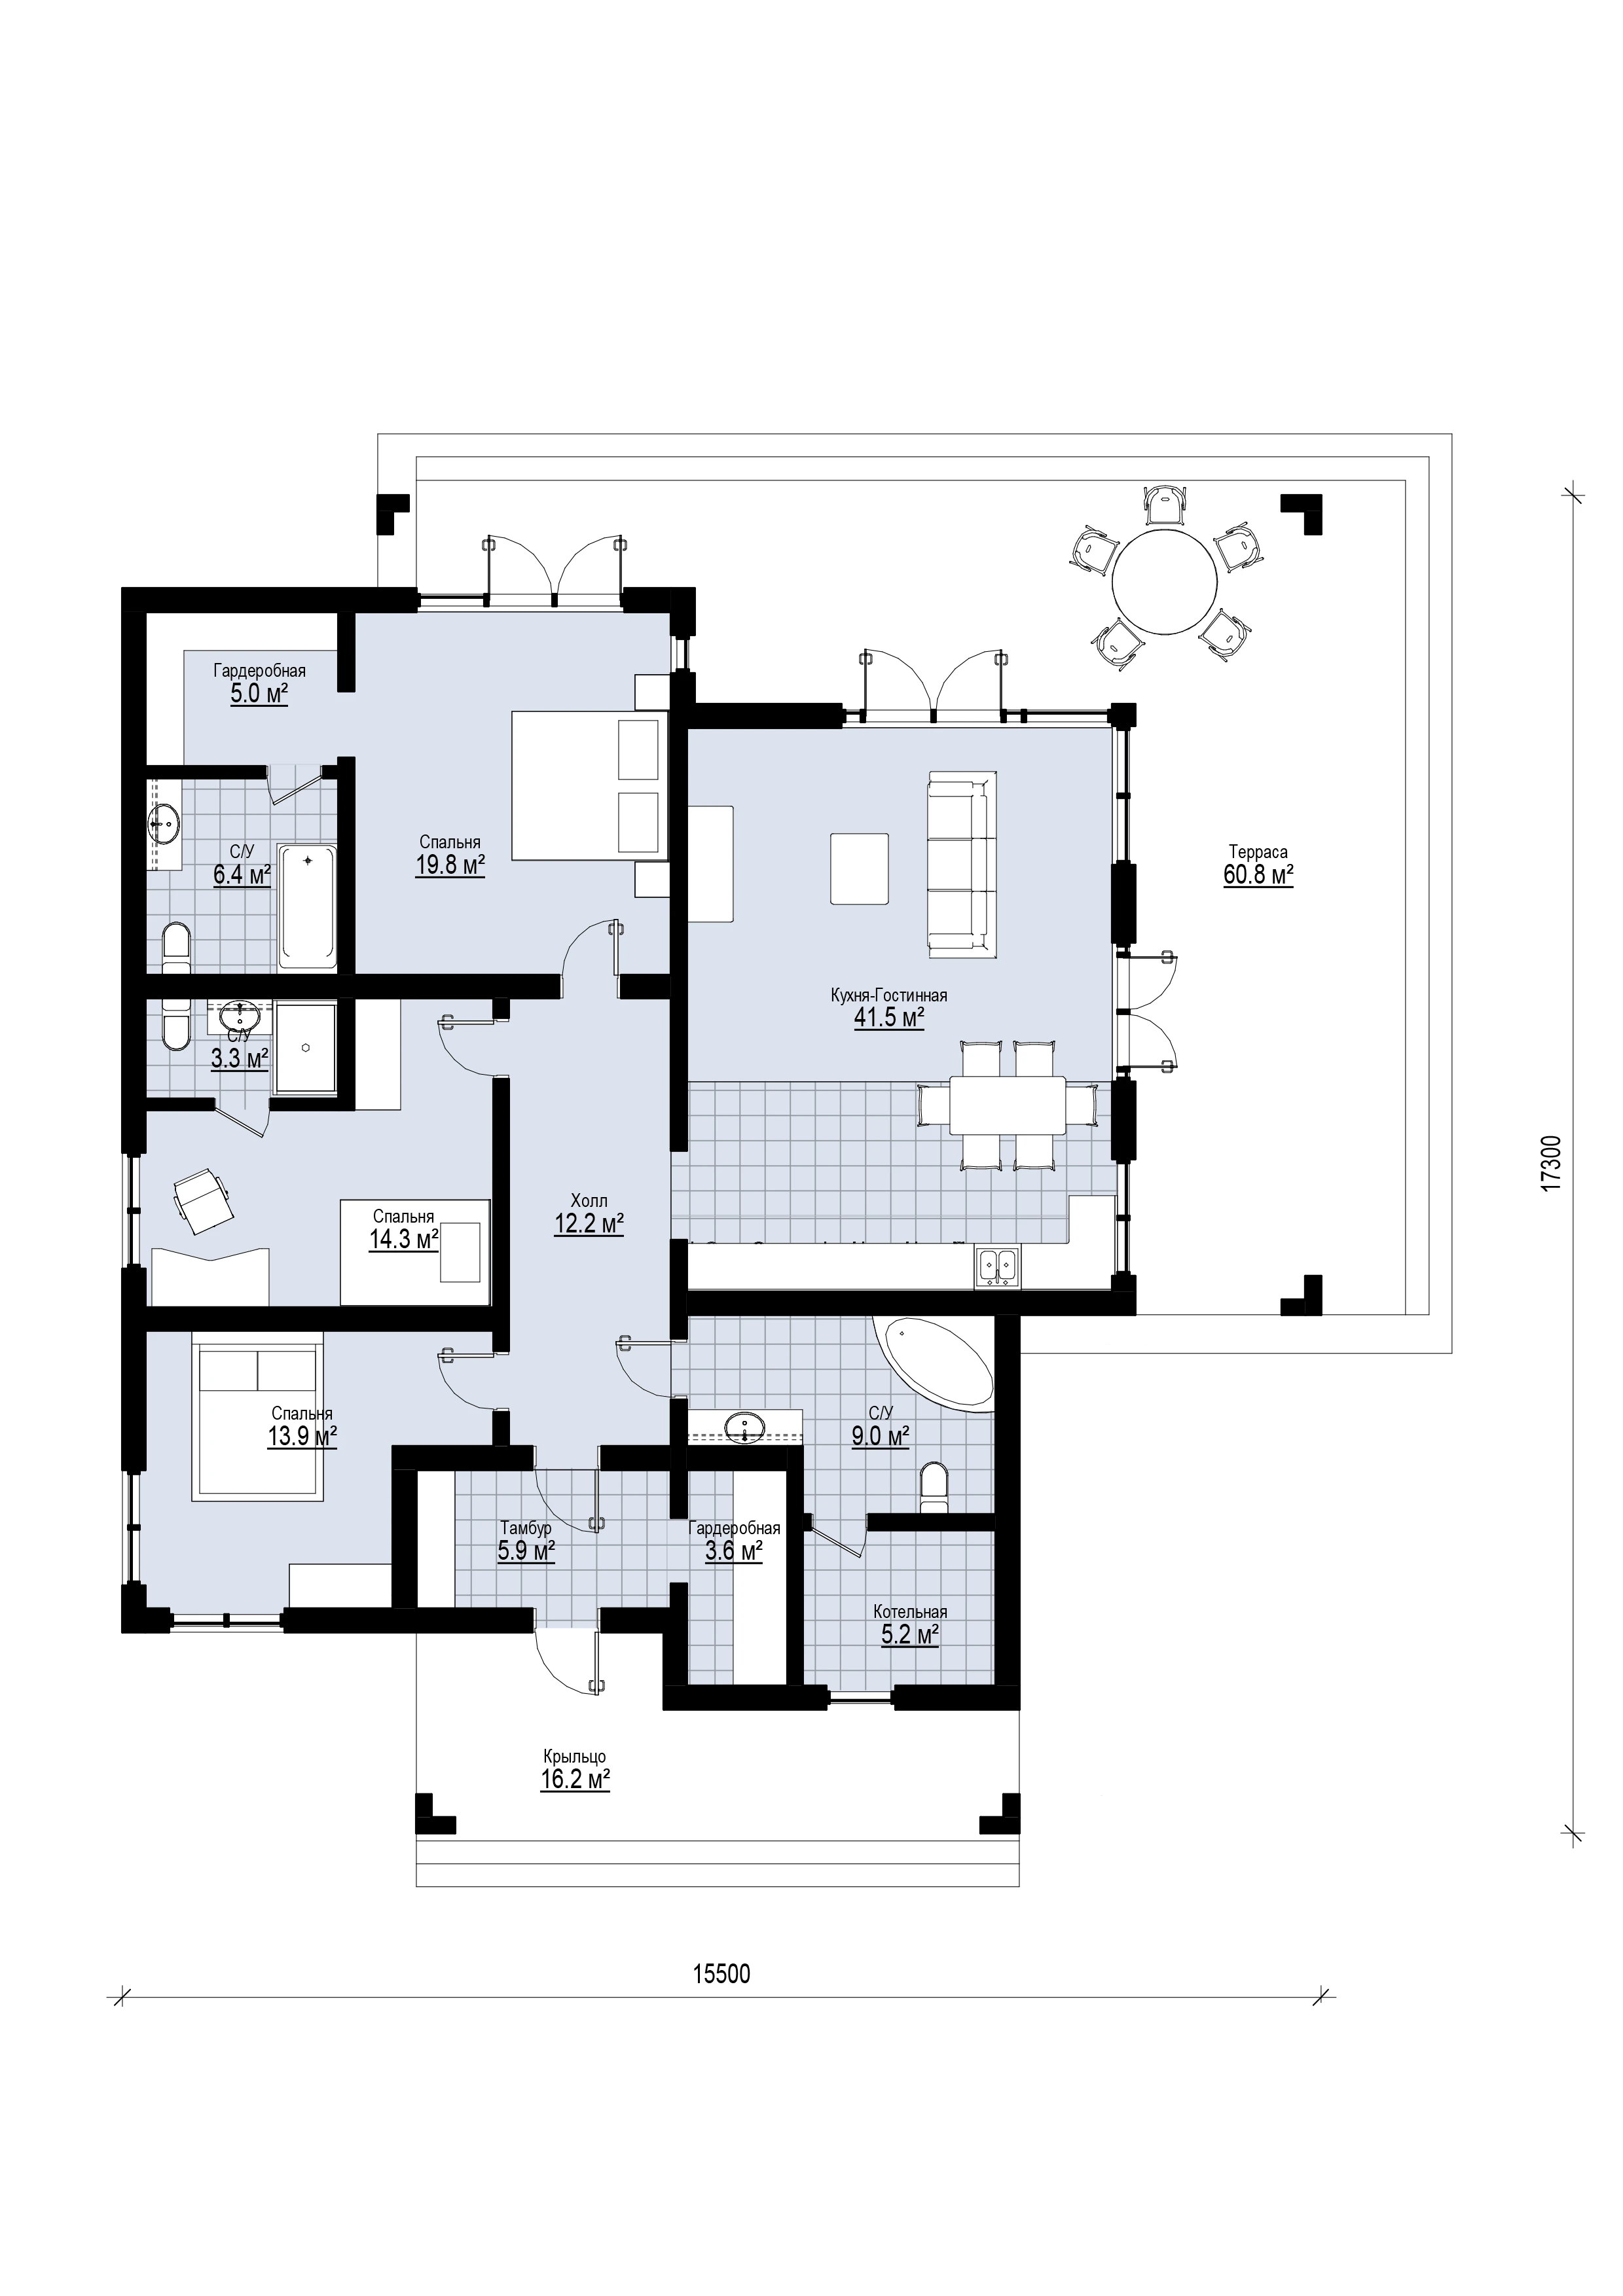 Гардеробная
5.0 м²
С/У
6.4 м²
Спальня
19.8 м²
Терраса
60.8 м²
Кухня-Гостинная
41.5 м²
С/У
3.3 м²
17300
Холл
12.2 м²
Спальня
14.3 м²
Спальня
13.9 м²
С/У
9.0 м²
Тамбур
5.9 м²
Гардеробная
3.6 м²
Котельная
5.2 м²
Крыльцо
16.2 м²
15500